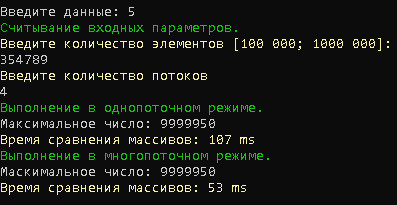 Введите данные: 5
Считывание входных параметров.
Введите количество элементов [100 000; 1000 000]:
354789
Введите количество потоков
4
Выполнение в однопоточном режиме.
Максимальное число: 9999950
Время сравнения массивов: 107 ms
Выполнение в многопоточном режиме.
Маскимальное число: 9999950
Время сравнения массивов: 53 ms